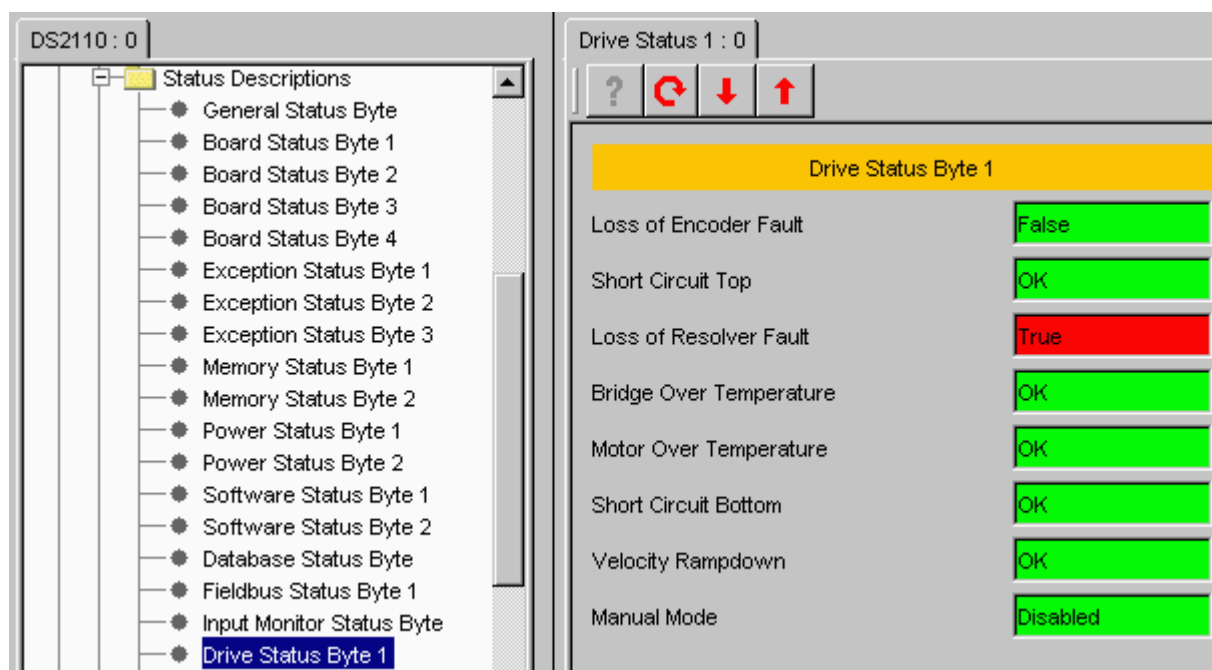 DS2110 : 0
Status Descriptions
General Status Byte
Board Status Byte 1
Board Status Byte 2
Board Status Byte 3
Board Status Byte 4
Exception Status Byte 1
Exception Status Byte 2
Exception Status Byte 3
Memory Status Byte 1
Memory Status Byte 2
Power Status Byte 1
Power Status Byte 2
Software Status Byte 1
Software Status Byte 2
Database Status Byte
Fieldbus Status Byte 1
Input Monitor Status Byte
Drive Status Byte 1
Drive Status 1 : 0
?
Drive Status Byte 1
Loss of Encoder Fault False
Short Circuit Top OK
Loss of Resolver Fault True
Bridge Over Temperature OK
Motor Over Temperature OK
Short Circuit Bottom OK
Velocity Rampdown OK
Manual Mode Disabled